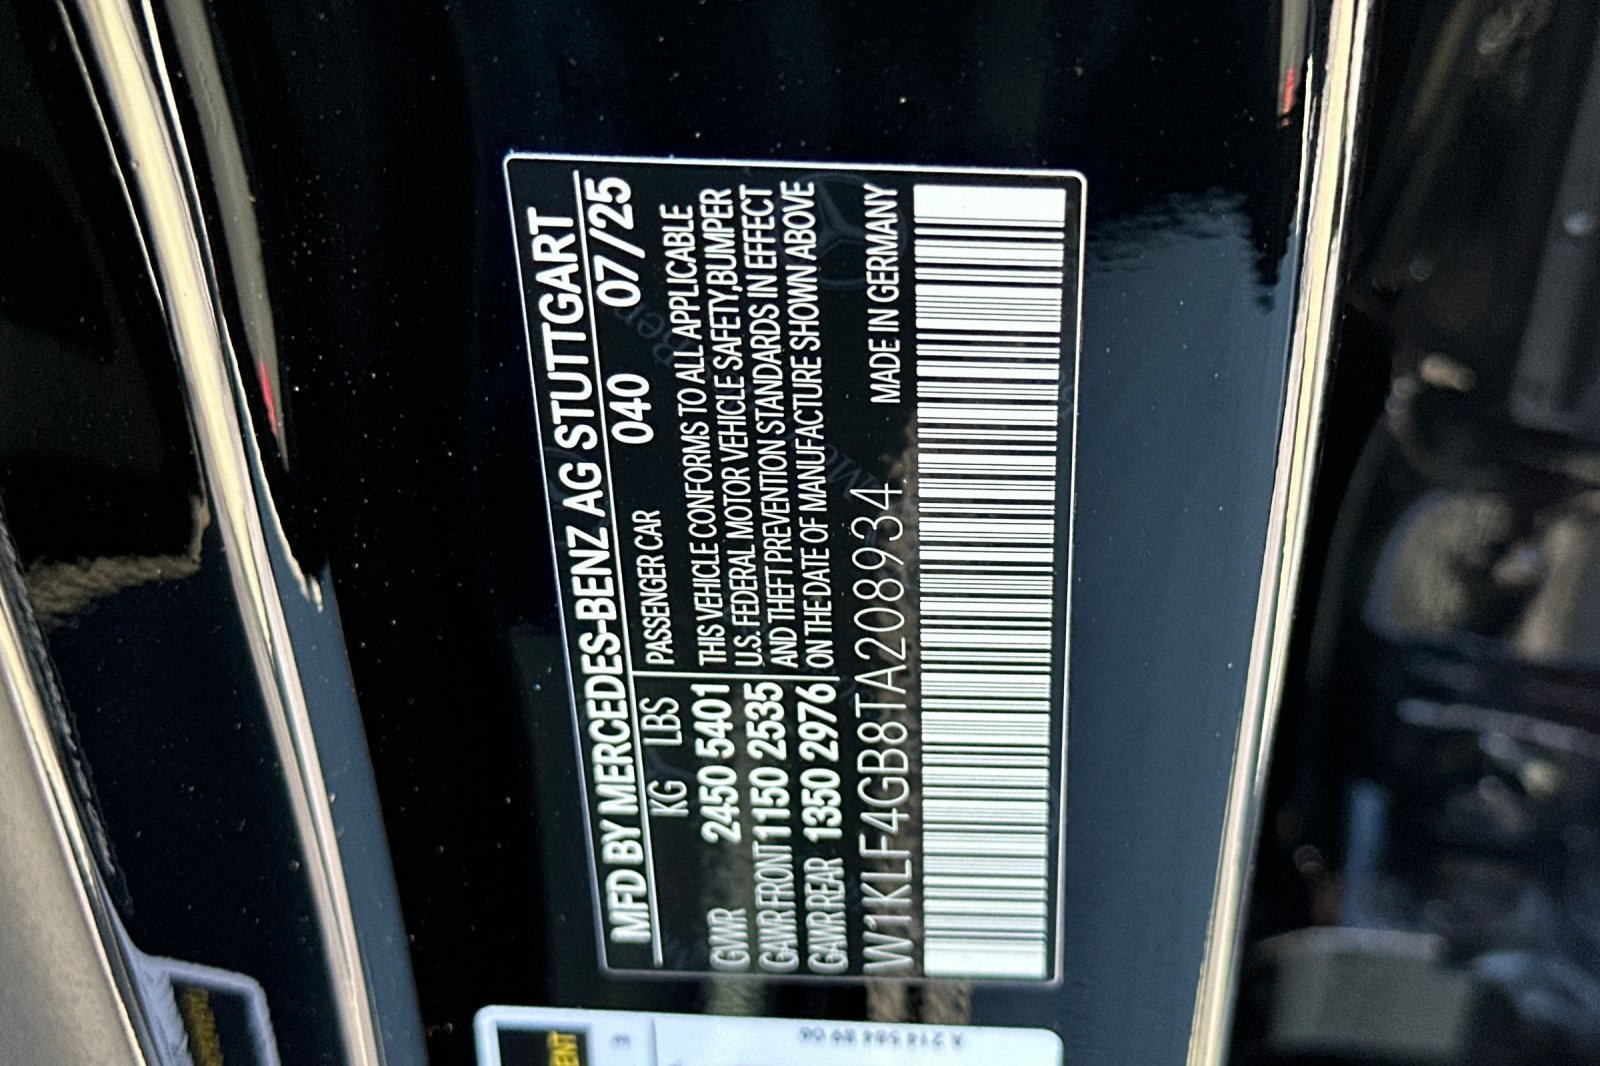 MFD BY MERCEDES-BENZ AG STUTTGART
040 07/25
KG LBS PASSENGER CAR
GVWR 2450 5401 THIS VEHICLE CONFORMS TO ALL APPLICABLE
U.S. FEDERAL MOTOR VEHICLE SAFETY,BUMPER
GAWR FRONT 1150 2535 AND THEFT PREVENTION STANDARDS IN EFFECT
GAWR REAR 1350 2976 ON THE DATE OF MANUFACTURE SHOWN ABOVE
W1KLF4GB8TA208934 MADE IN GERMANY